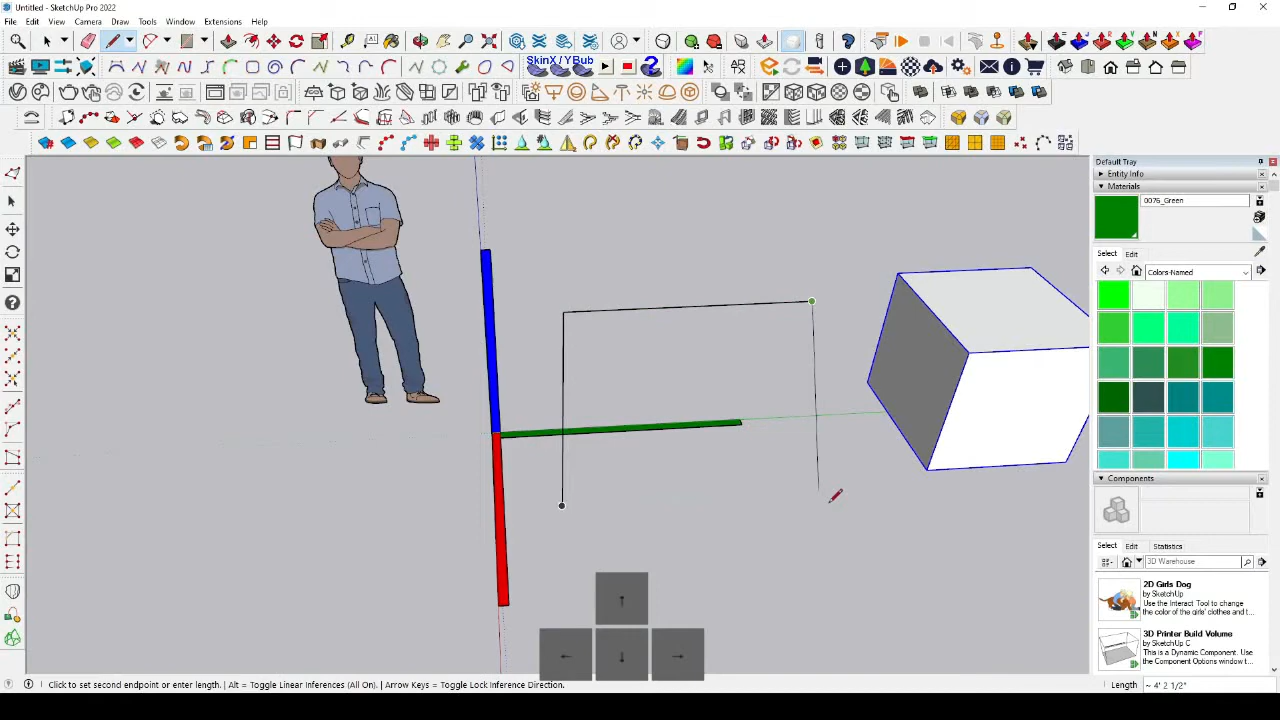 Untitled - SketchUp Pro 2022
File Edit View Camera Draw Tools Window Extensions Help
SkinX / YBub
Default Tray
Entity Info
Materials
0076_Green
Select Edit
Colors-Named
Components
Select Edit Statistics
3D Warehouse
2D Girls Dog
by SketchUp
Use the Interact Tool to change
the color of the girls' clothes and t...
3D Printer Build Volume
by SketchUp C
This is a Dynamic Component. Use
the Component Options window t...
↑
← ↓ →
Click to set second endpoint or enter length. | Alt = Toggle Linear Inferences (All On). | Arrow Keys = Toggle Lock Inference Direction.
Length ~ 4' 2 1/2"